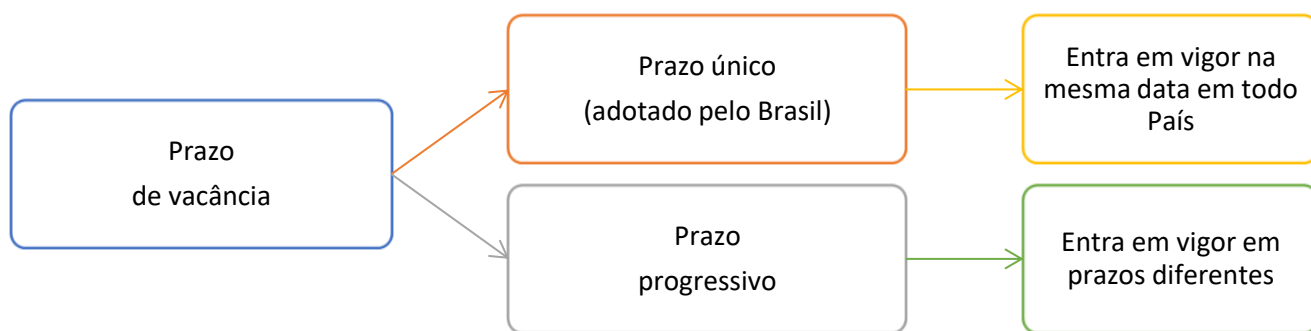 Prazo
de vacância
Prazo único
(adotado pelo Brasil)
Entra em vigor na
mesma data em todo
País
Prazo
progressivo
Entra em vigor em
prazos diferentes